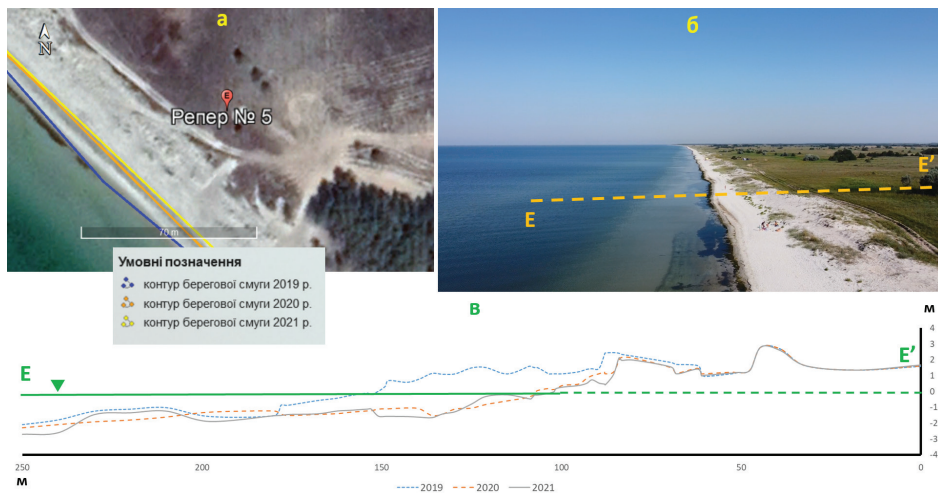 а
N
E
Репер № 5
70 m
Умовні позначення
контур берегової смуги 2019 р.
контур берегової смуги 2020 р.
контур берегової смуги 2021 р.
б
E
E’
в
м
E
E’
4
3
2
1
0
-1
-2
-3
-4
250
200
150
100
50
0
м
2019
2020
2021